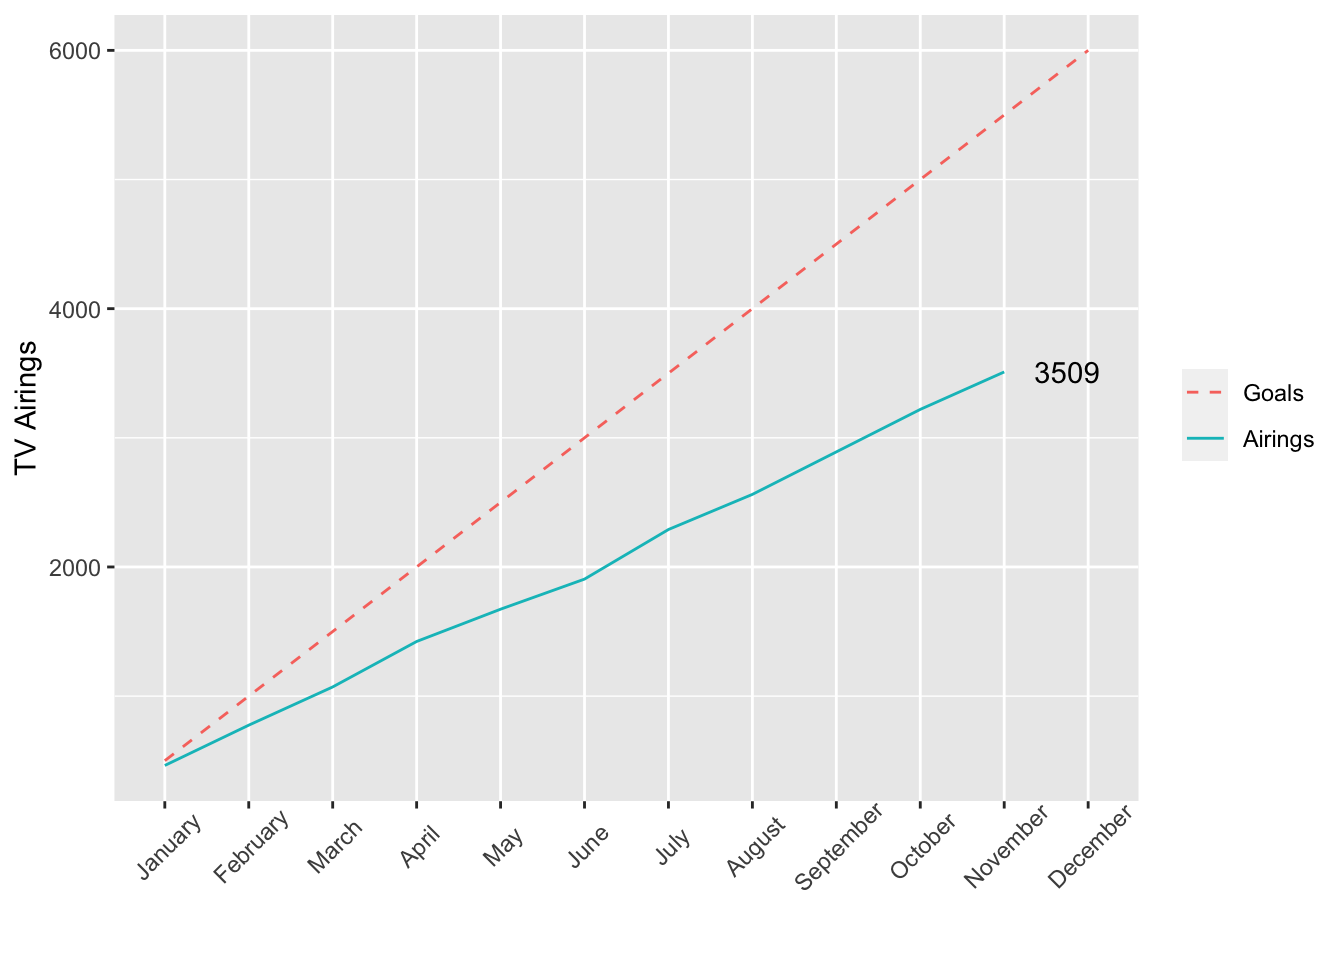 TV Airings
6000
4000
2000
3509
Goals
Airings
January
February
March
April
May
June
July
August
September
October
November
December